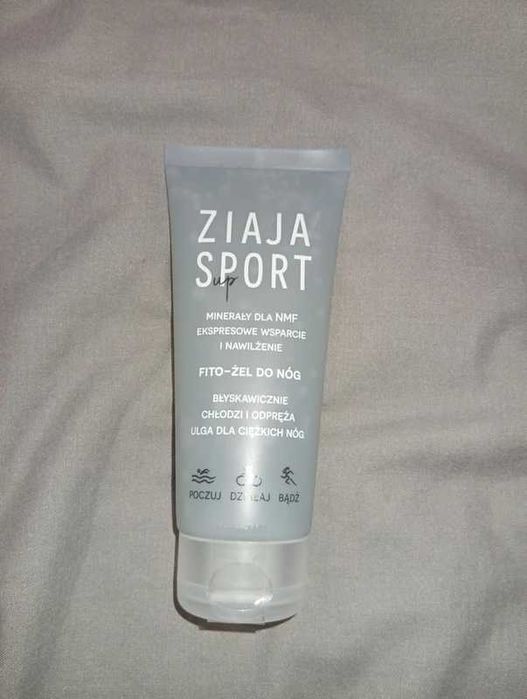 ZIAJA
SPORT
up
MINERAŁY DLA NMF
EKSPRESOWE WSPARCIE
I NAWILŻENIE
FITO-ŻEL DO NÓG
BŁYSKAWICZNIE
CHŁODZI I ODPRĘŻA
ULGA DLA CIĘŻKICH NÓG
POCZUJ DZIAŁAJ BĄDŹ